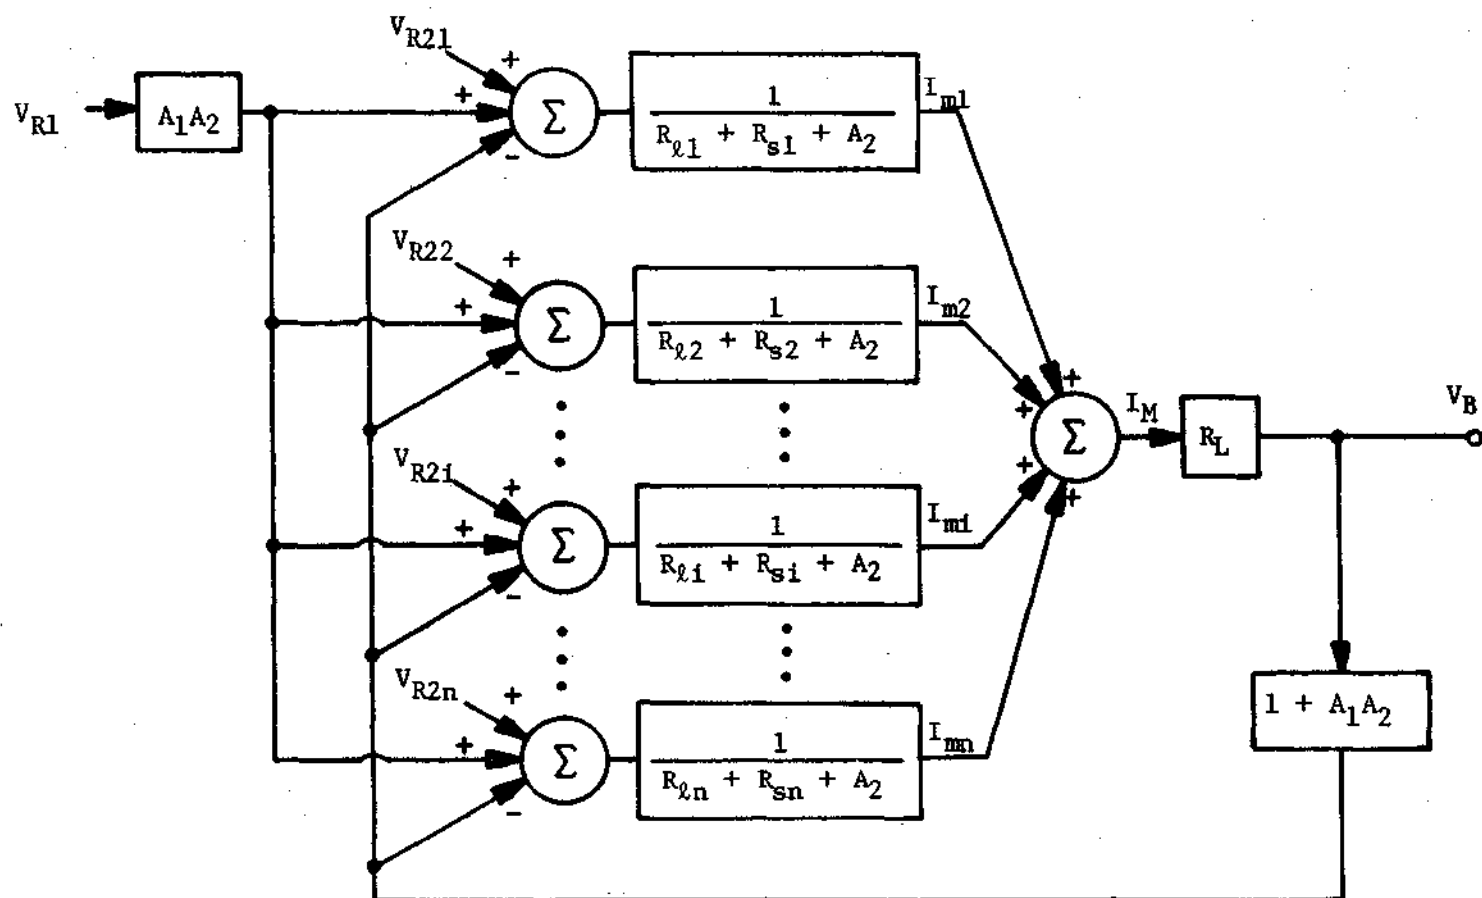 V_R21
+
V_R1
A_1A_2
+
Σ
-
1
R_ℓ1 + R_s1 + A_2
I_m1
V_R22
+
+
Σ
-
1
R_ℓ2 + R_s2 + A_2
I_m2
V_R2i
+
+
Σ
-
1
R_ℓi + R_si + A_2
I_mi
V_R2n
+
+
Σ
-
1
R_ℓn + R_sn + A_2
I_mn
+
+
+
+
Σ
I_M
R_L
V_B
1 + A_1A_2